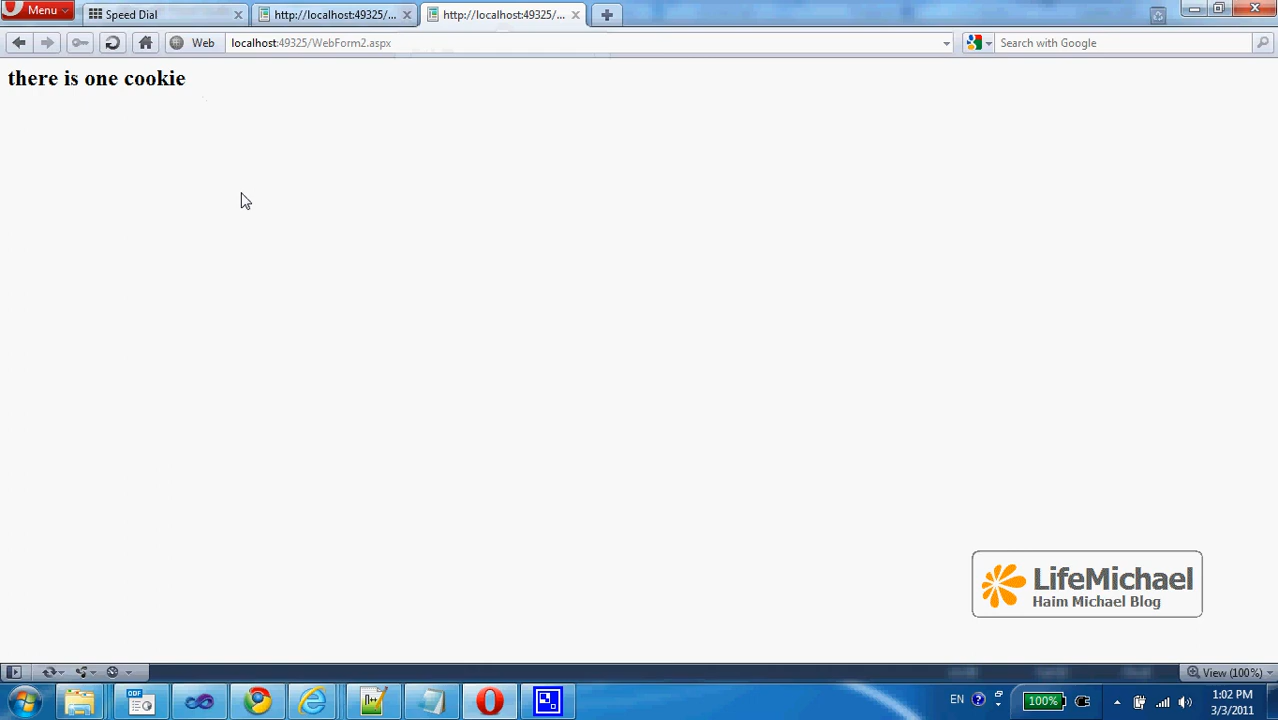 Menu
Speed Dial
http://localhost:49325/...
http://localhost:49325/...
Web
localhost:49325/WebForm2.aspx
Search with Google
there is one cookie
LifeMichael
Haim Michael Blog
View (100%)
ODF
EN
100%
1:02 PM
3/3/2011